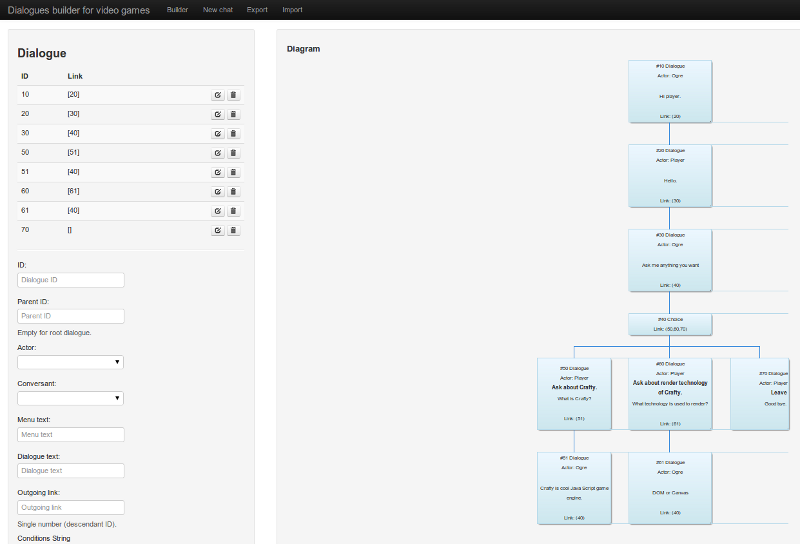 Dialogues builder for video games Builder New chat Export Import
Dialogue
ID Link
10 [20]
20 [30]
30 [40]
50 [51]
51 [40]
60 [61]
61 [40]
70 []
ID:
Dialogue ID
Parent ID:
Parent ID
Empty for root dialogue.
Actor:
Conversant:
Menu text:
Menu text
Dialogue text:
Dialogue text
Outgoing link:
Outgoing link
Single number (descendant ID).
Conditions String
Diagram
#10 Dialogue
Actor: Ogre
Hi player.
Link: (20)
#20 Dialogue
Actor: Player
Hello.
Link: (30)
#30 Dialogue
Actor: Ogre
Ask me anything you want
Link: (40)
#40 Choice
Link: (50,60,70)
#50 Dialogue
Actor: Player
Ask about Crafty.
What is Crafty?
Link: (51)
#60 Dialogue
Actor: Player
Ask about render technology
of Crafty.
What technology is used to render?
Link: (61)
#70 Dialogue
Actor: Player
Leave
Good bye
#51 Dialogue
Actor: Ogre
Crafty is cool Java Script game
engine.
Link: (40)
#61 Dialogue
Actor: Ogre
DOM or Canvas
Link: (40)